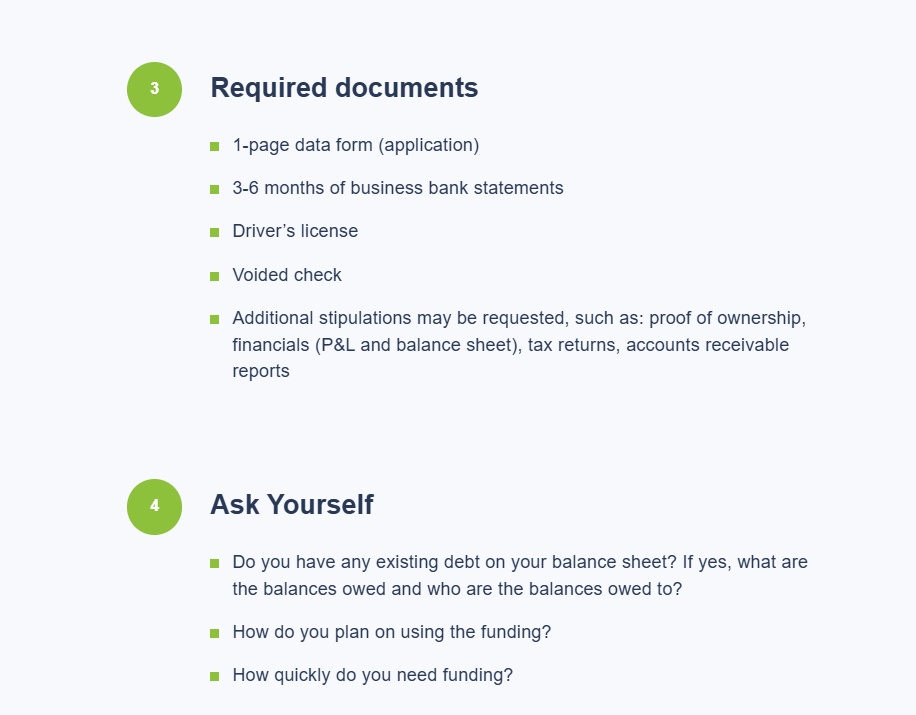 3
Required documents
1-page data form (application)
3-6 months of business bank statements
Driver’s license
Voided check
Additional stipulations may be requested, such as: proof of ownership,
financials (P&L and balance sheet), tax returns, accounts receivable
reports
4
Ask Yourself
Do you have any existing debt on your balance sheet? If yes, what are
the balances owed and who are the balances owed to?
How do you plan on using the funding?
How quickly do you need funding?